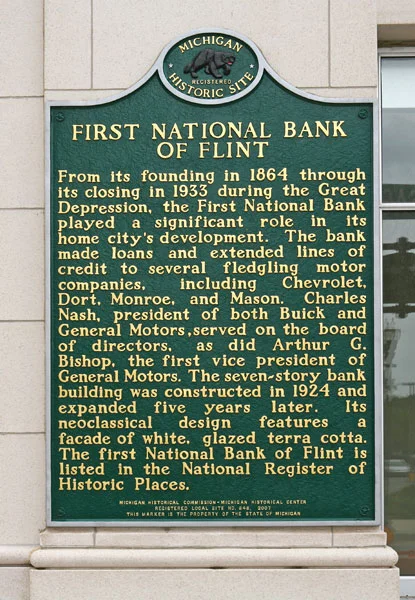 MICHIGAN
REGISTERED
HISTORIC SITE
FIRST NATIONAL BANK
OF FLINT
From its founding in 1864 through
its closing in 1933 during the Great
Depression, the First National Bank
played a significant role in its
home city's development. The bank
made loans and extended lines of
credit to several fledgling motor
companies, including Chevrolet,
Dort, Monroe, and Mason. Charles
Nash, president of both Buick and
General Motors,served on the board
of directors, as did Arthur G.
Bishop, the first vice president of
General Motors. The seven-story bank
building was constructed in 1924 and
expanded five years later. Its
neoclassical design features a
facade of white, glazed terra cotta.
The first National Bank of Flint is
listed in the National Register of
Historic Places.
MICHIGAN HISTORICAL COMMISSION-MICHIGAN HISTORICAL CENTER
REGISTERED LOCAL SITE NO. 648, 2007
THIS MARKER IS THE PROPERTY OF THE STATE OF MICHIGAN